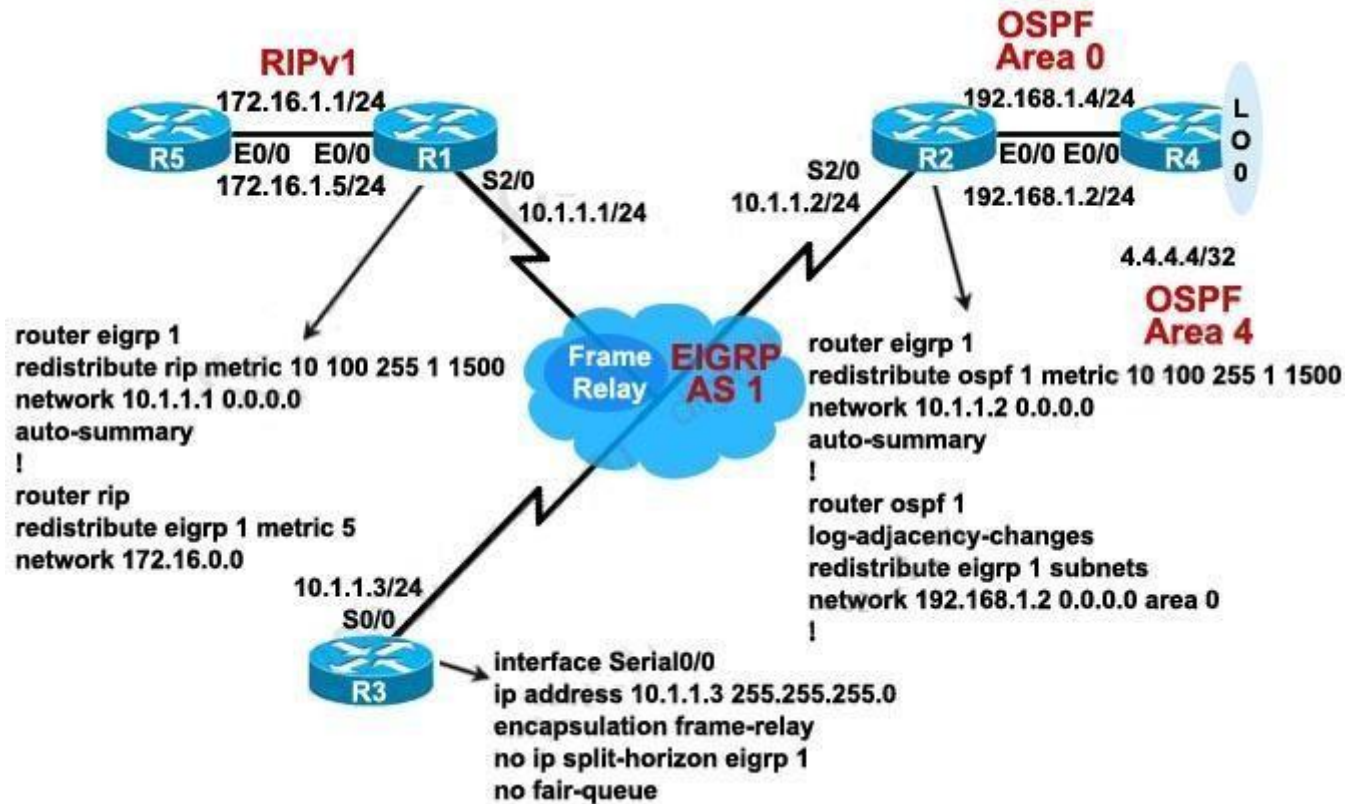 RIPv1
172.16.1.1/24
R5
E0/0 E0/0
R1
172.16.1.5/24
S2/0
10.1.1.1/24
OSPF
Area 0
192.168.1.4/24
R2
E0/0 E0/0
R4
L
O
0
S2/0
10.1.1.2/24
192.168.1.2/24
4.4.4.4/32
OSPF
Area 4
router eigrp 1
redistribute rip metric 10 100 255 1 1500
network 10.1.1.1 0.0.0.0
auto-summary
!
router rip
redistribute eigrp 1 metric 5
network 172.16.0.0
Frame
Relay
EIGRP
AS 1
router eigrp 1
redistribute ospf 1 metric 10 100 255 1 1500
network 10.1.1.2 0.0.0.0
auto-summary
!
router ospf 1
log-adjacency-changes
redistribute eigrp 1 subnets
network 192.168.1.2 0.0.0.0 area 0
!
10.1.1.3/24
S0/0
R3
interface Serial0/0
ip address 10.1.1.3 255.255.255.0
encapsulation frame-relay
no ip split-horizon eigrp 1
no fair-queue